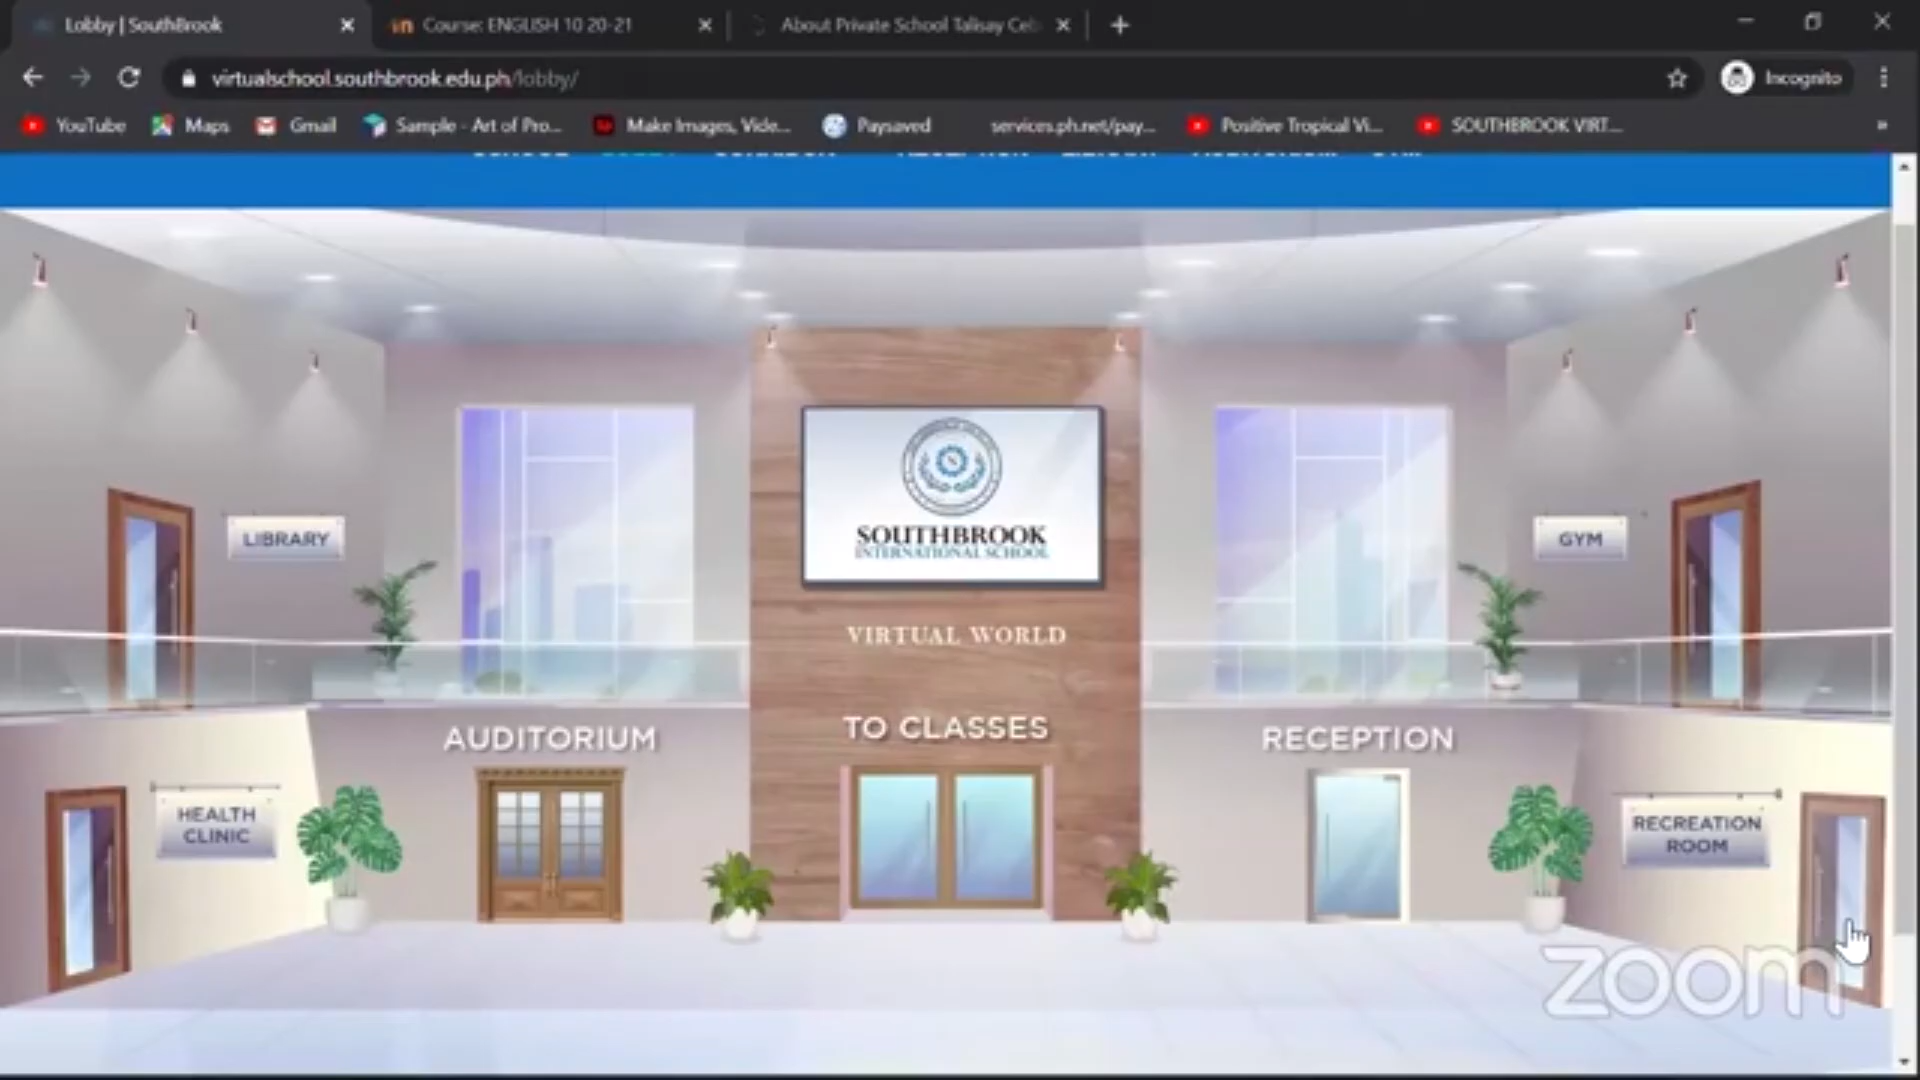 Lobby | SouthBrook
Course: ENGLISH 10 20-21
About Private School Talisay Ceb
virtualschool.southbrook.edu.ph/lobby/
Incognito
YouTube
Maps
Gmail
Sample - Art of Pro...
Make Images, Vide...
Paysaved
services.ph.net/pay...
Positive Tropical Vi...
SOUTHBROOK VIRT...
SOUTHBROOK
INTERNATIONAL SCHOOL
LIBRARY
GYM
VIRTUAL WORLD
AUDITORIUM
TO CLASSES
RECEPTION
HEALTH
CLINIC
RECREATION
ROOM
zoom